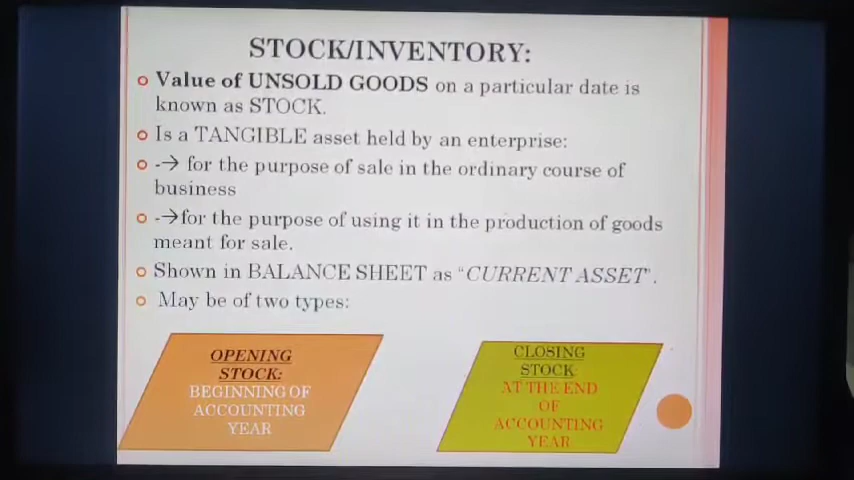 STOCK/INVENTORY:
Value of UNSOLD GOODS on a particular date is
known as STOCK.
Is a TANGIBLE asset held by an enterprise:
-→ for the purpose of sale in the ordinary course of
business
-→for the purpose of using it in the production of goods
meant for sale.
Shown in BALANCE SHEET as “CURRENT ASSET”.
May be of two types:
OPENING
STOCK:
BEGINNING OF
ACCOUNTING
YEAR
CLOSING
STOCK:
AT THE END
OF
ACCOUNTING
YEAR